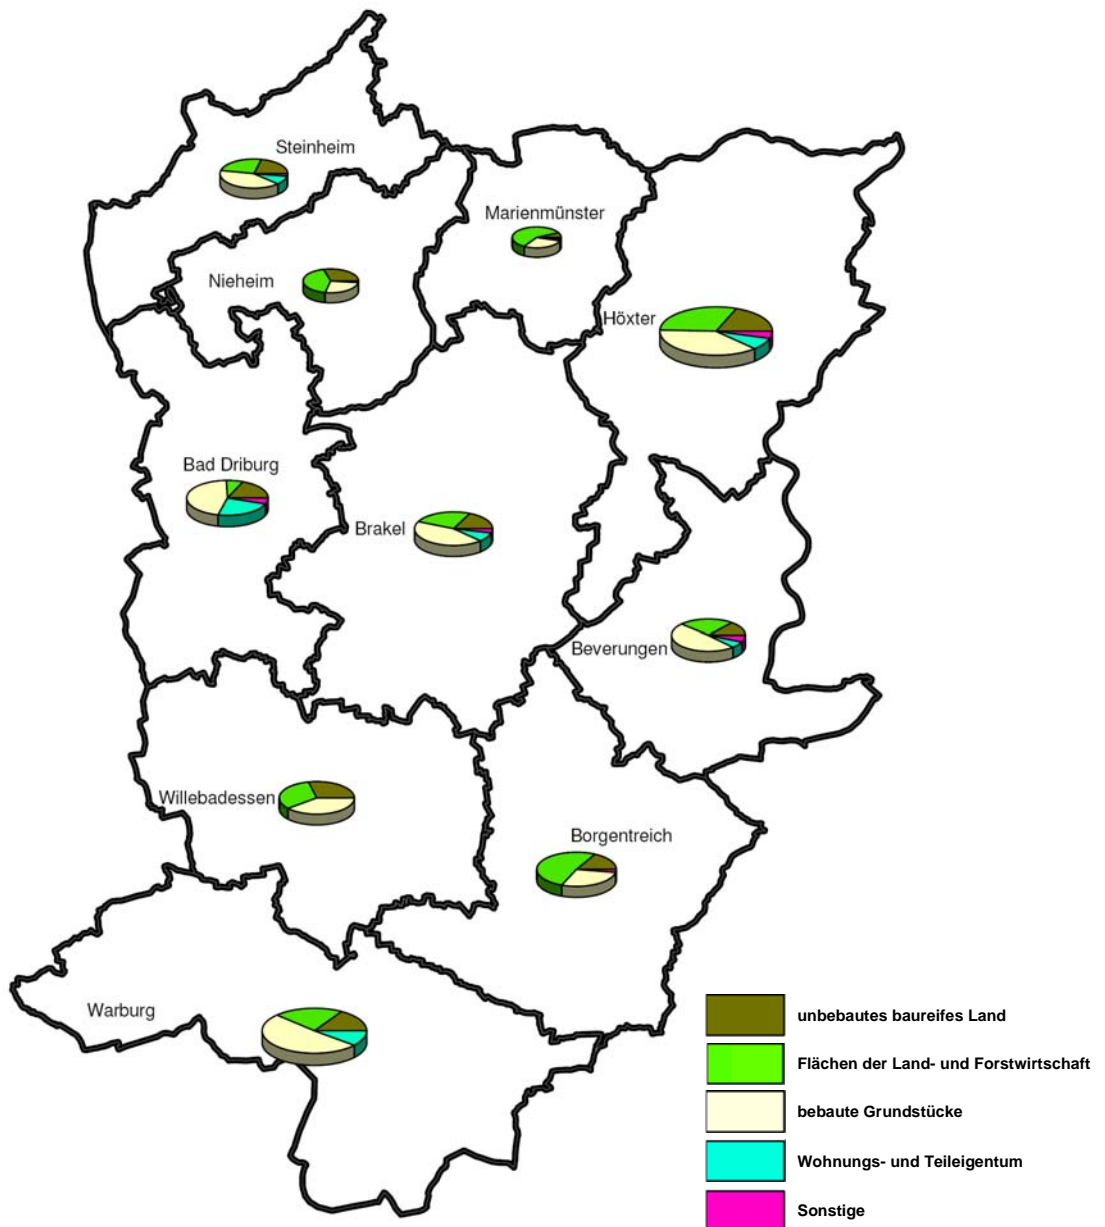 Steinheim
Marienmünster
Nieheim
Höxter
Bad Driburg
Brakel
Beverungen
Willebadessen
Borgentreich
Warburg
unbebautes baureifes Land
Flächen der Land- und Forstwirtschaft
bebaute Grundstücke
Wohnungs- und Teileigentum
Sonstige